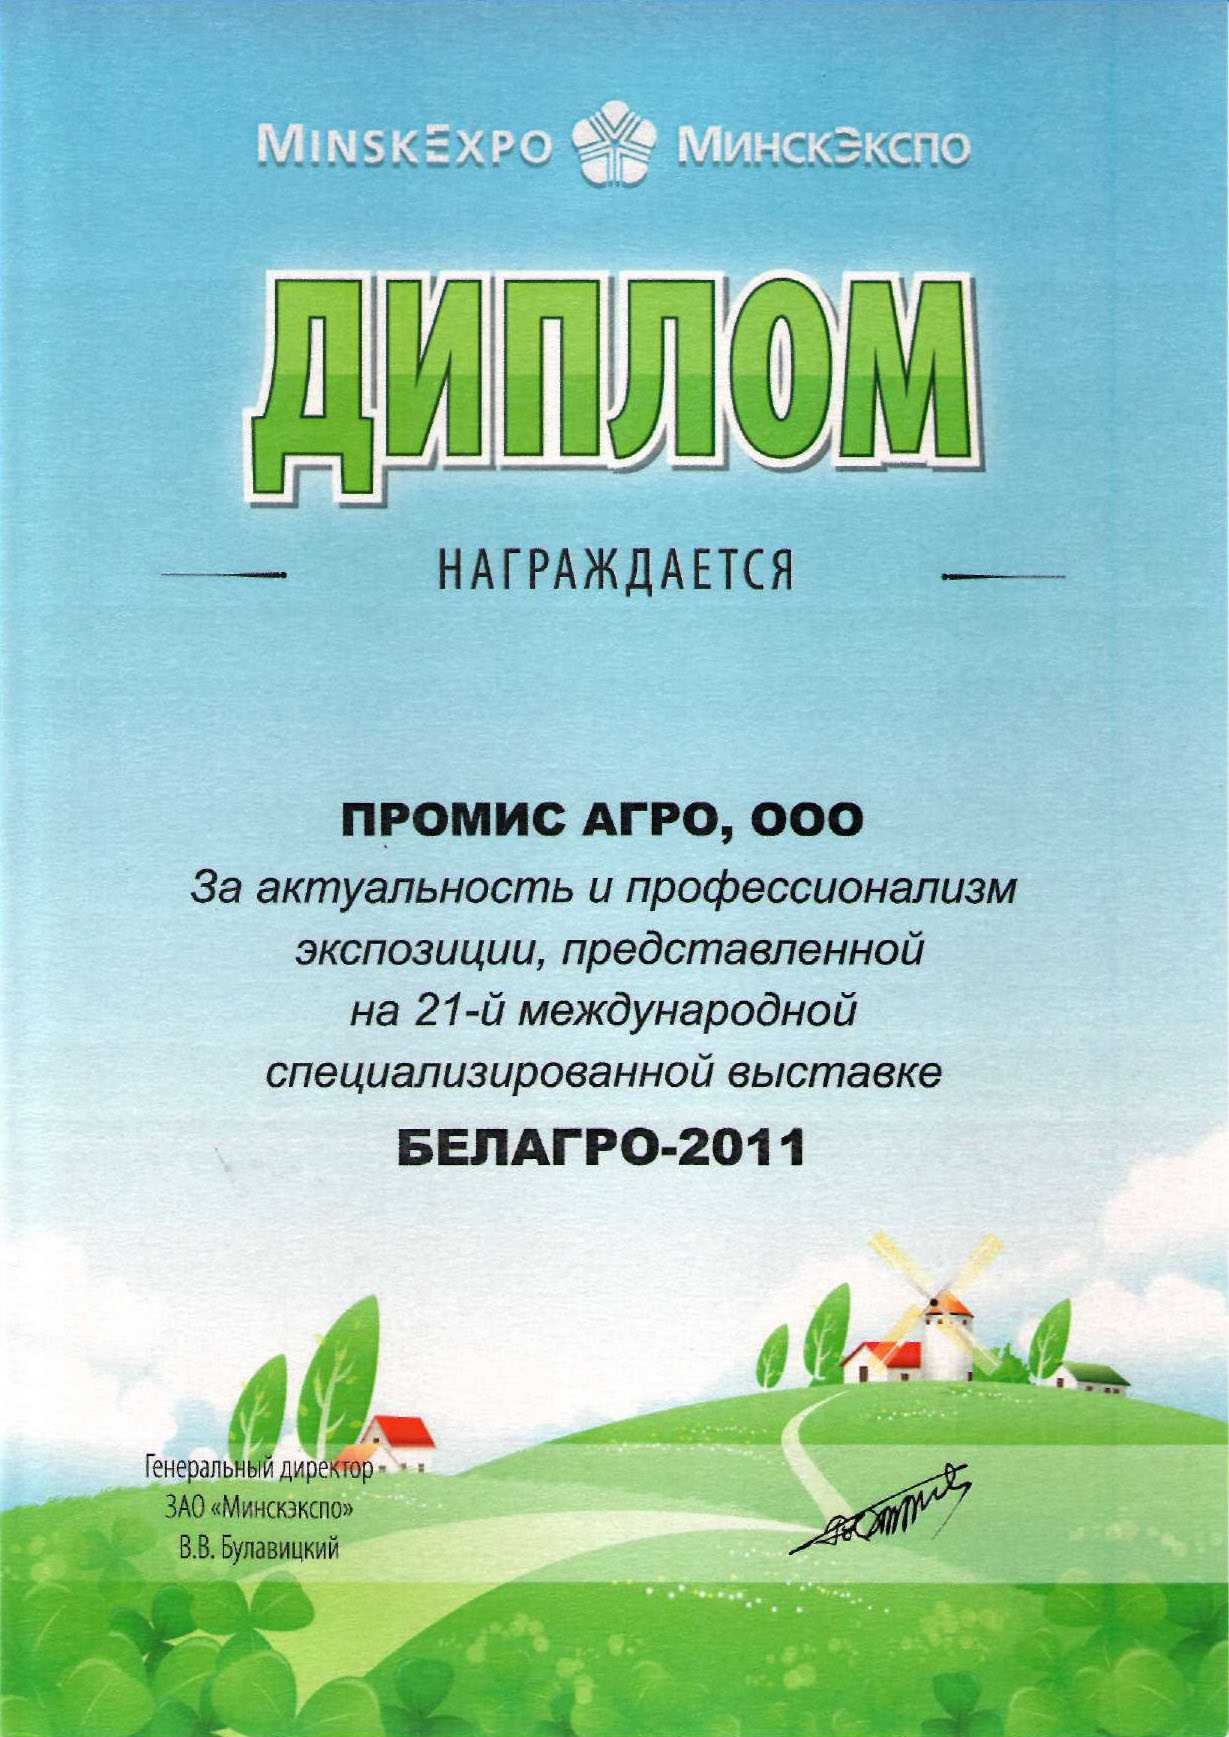 MINSKEXPO МИНСКЭКСПО
ДИПЛОМ
НАГРАЖДАЕТСЯ
ПРОМИС АГРО, ООО
За актуальность и профессионализм
экспозиции, представленной
на 21-й международной
специализированной выставке
БЕЛАГРО-2011
Генеральный директор
ЗАО «Минскэкспо»
В.В. Булавицкий